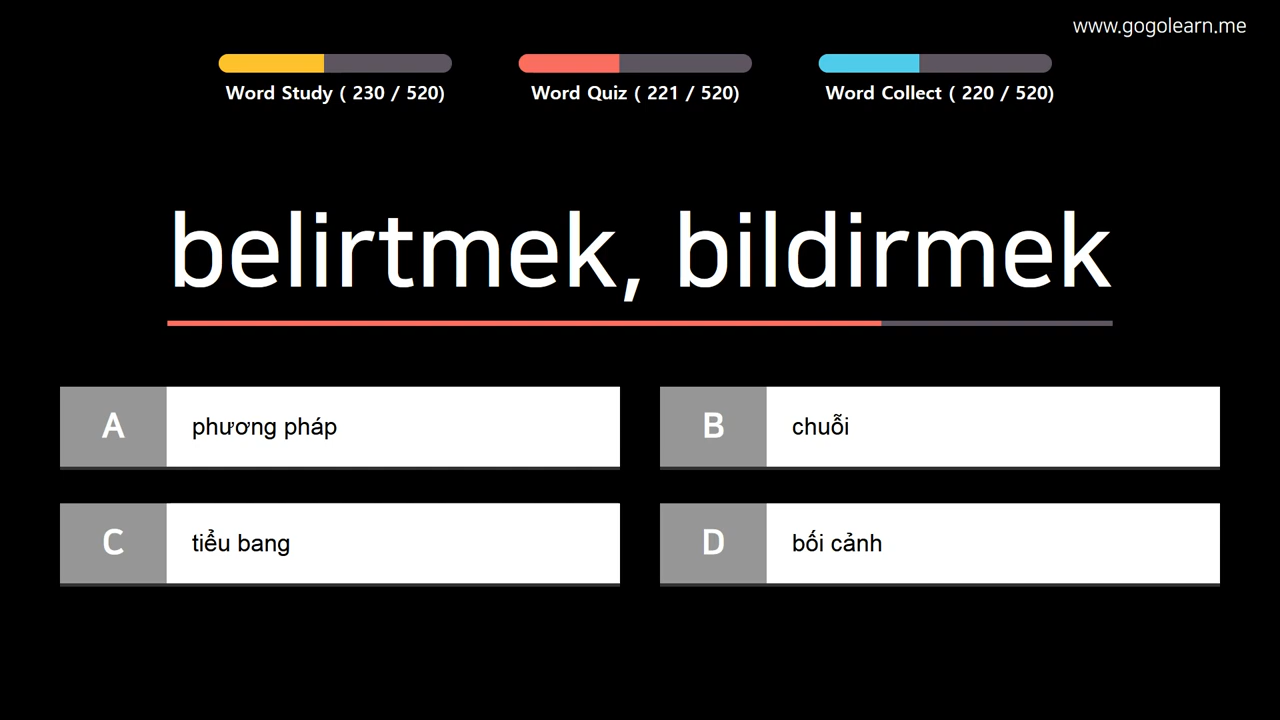 www.gogolearn.me
Word Study ( 230 / 520)
Word Quiz ( 221 / 520)
Word Collect ( 220 / 520)
belirtmek, bildirmek
A
phương pháp
B
chuỗi
C
tiểu bang
D
bối cảnh